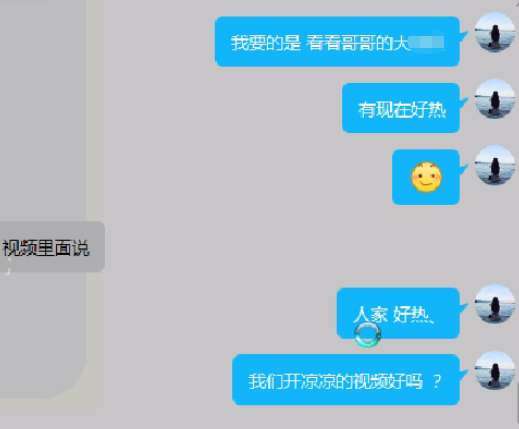 我要的是 看看哥哥的大
有现在好热
视频里面说
人家 好热、
我们开凉凉的视频好吗 ？